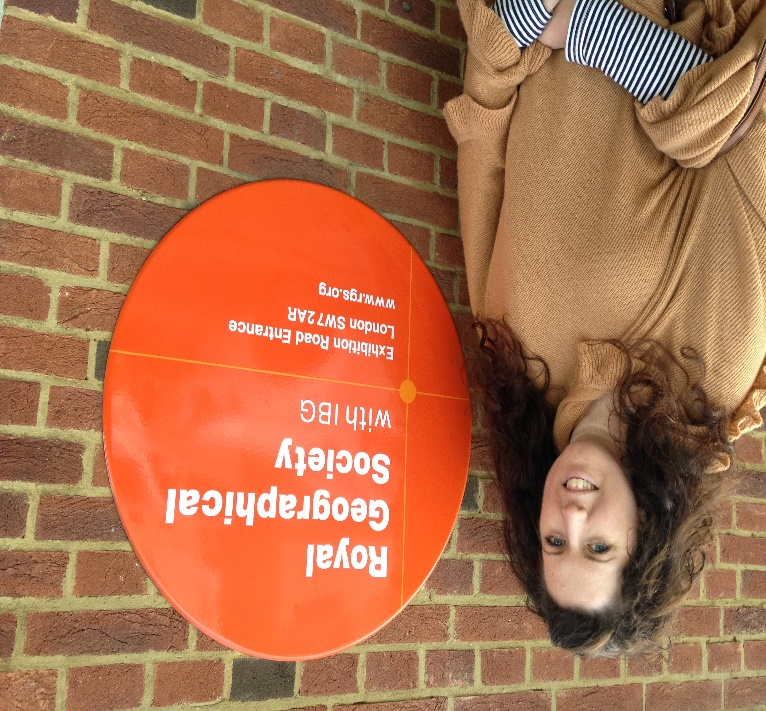 Royal
Geographical
Society
with IBG
Exhibition Road Entrance
London SW7 2AR
www.rgs.org